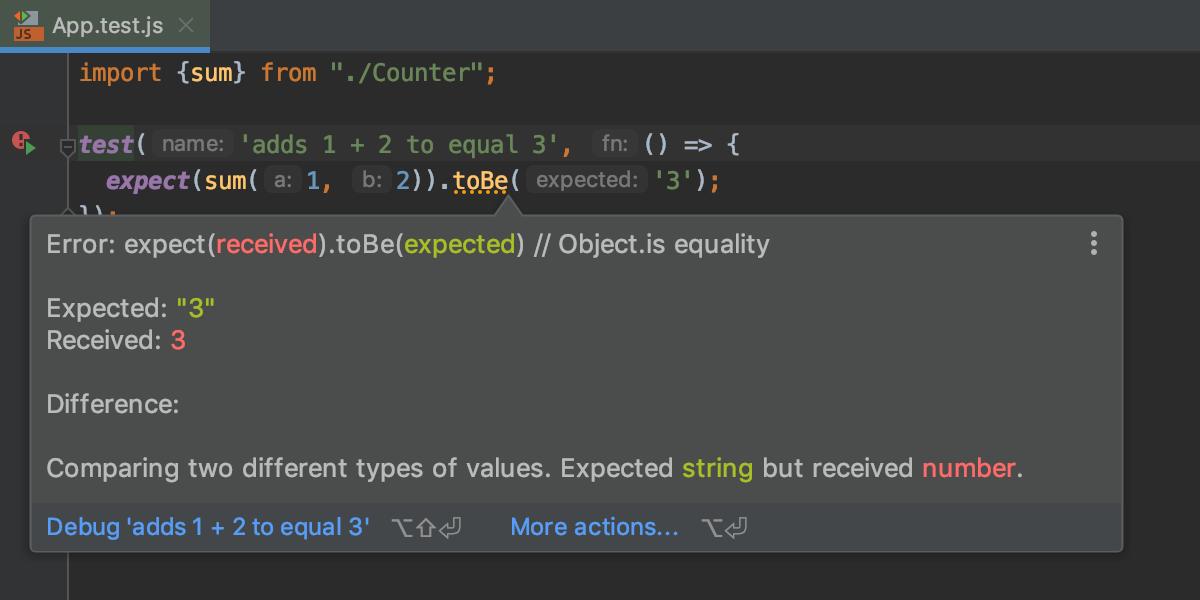 JS App.test.js
import {sum} from "./Counter";
test( name: 'adds 1 + 2 to equal 3', fn: () => {
expect(sum( a: 1, b: 2)).toBe( expected: '3');
});
Error: expect(received).toBe(expected) // Object.is equality
Expected: "3"
Received: 3
Difference:
Comparing two different types of values. Expected string but received number.
Debug 'adds 1 + 2 to equal 3' ⌥⇧⏎ More actions... ⌥⏎